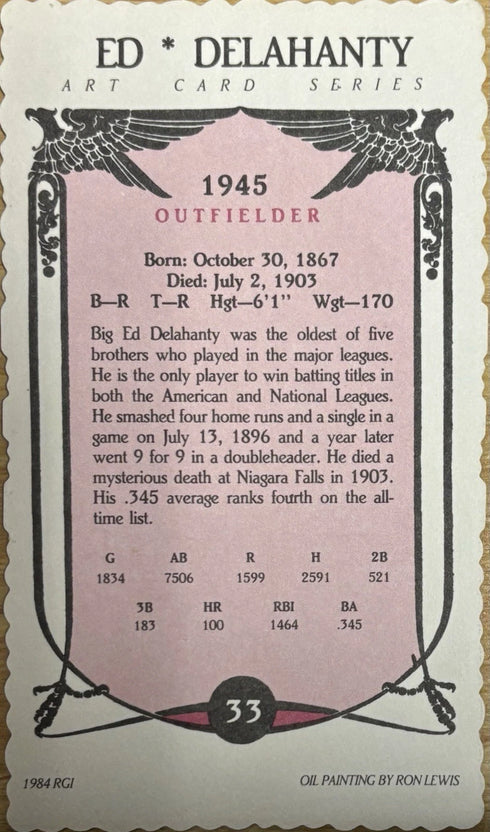 ED * DELAHANTY
ART CARD SERIES
1945
OUTFIELDER
Born: October 30, 1867
Died: July 2, 1903
B—R T—R Hgt—6'1" Wgt—170
Big Ed Delahanty was the oldest of five
brothers who played in the major leagues.
He is the only player to win batting titles in
both the American and National Leagues.
He smashed four home runs and a single in a
game on July 13, 1896 and a year later
went 9 for 9 in a doubleheader. He died a
mysterious death at Niagara Falls in 1903.
His .345 average ranks fourth on the all-
time list.
G AB R H 2B
1834 7506 1599 2591 521
3B HR RBI BA
183 100 1464 .345
33
1984 RGI
OIL PAINTING BY RON LEWIS